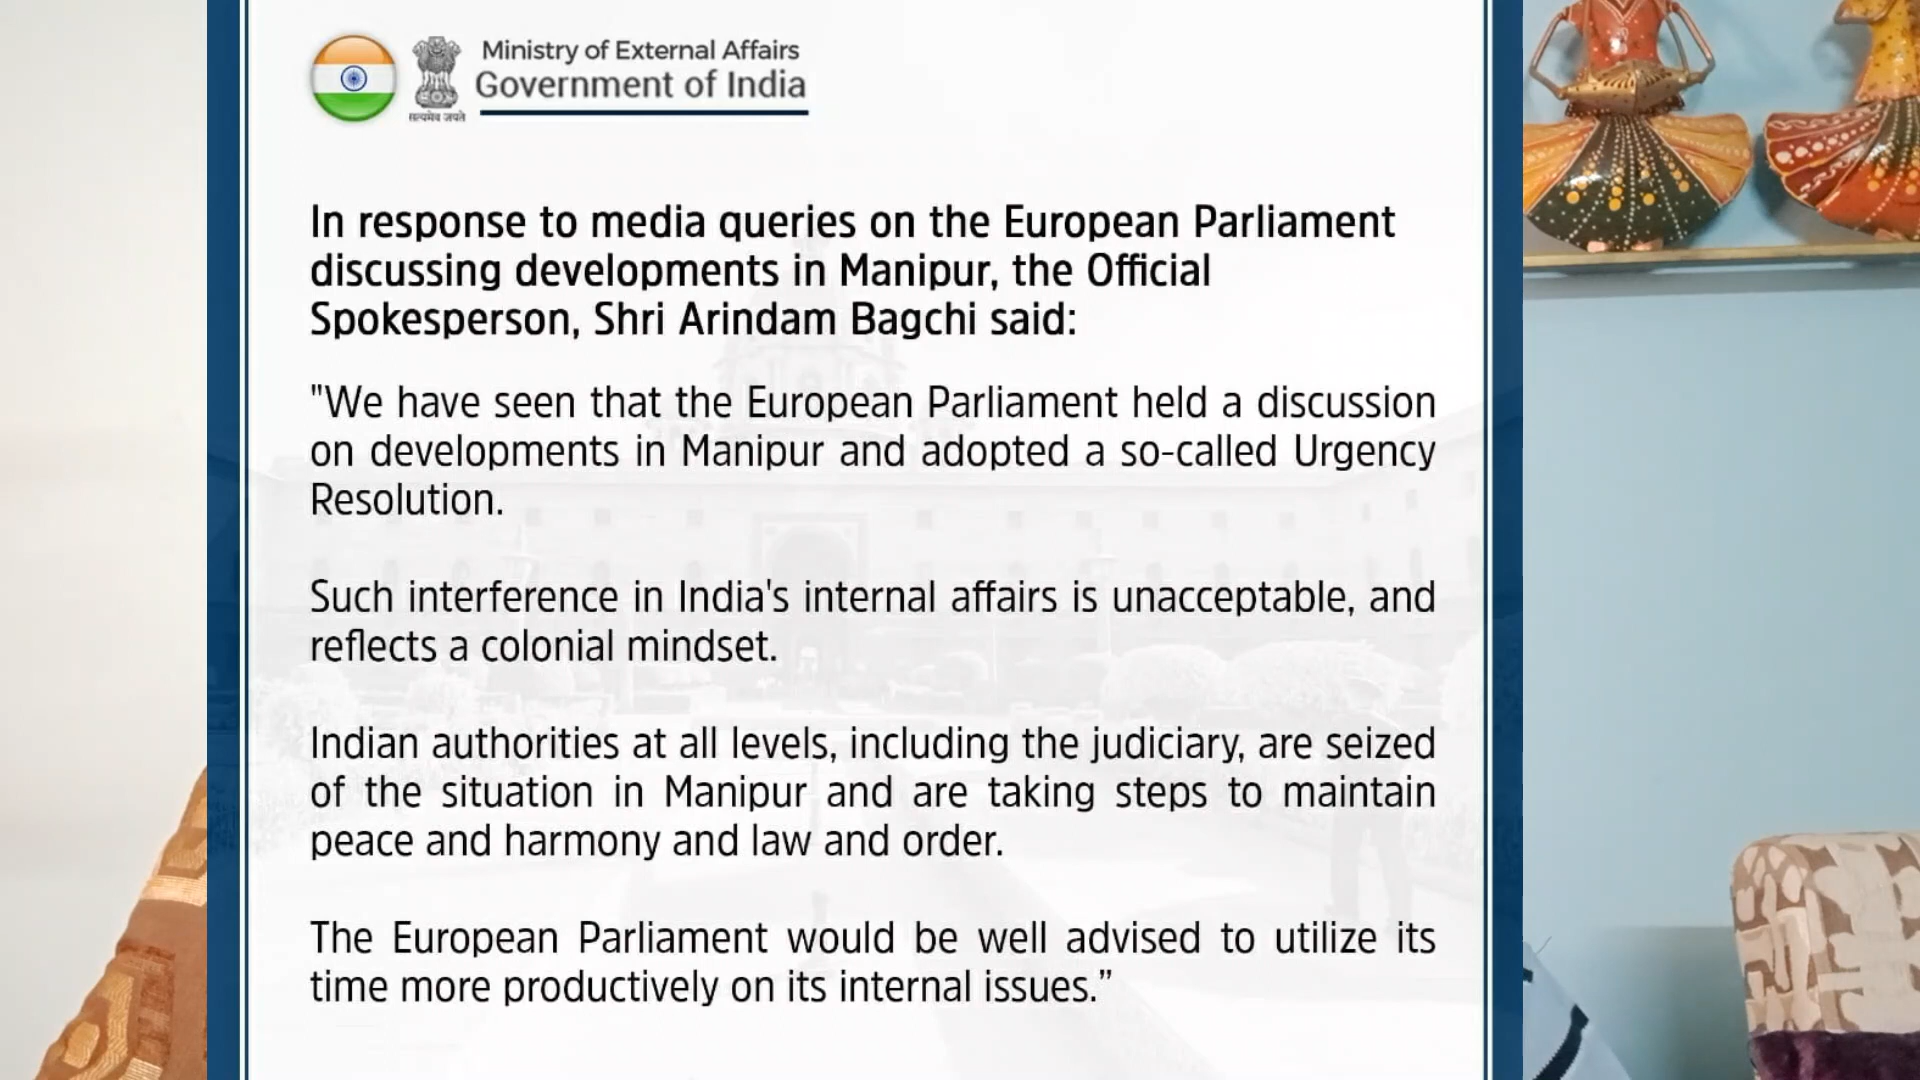 Ministry of External Affairs
Government of India
सत्यमेव जयते
In response to media queries on the European Parliament
discussing developments in Manipur, the Official
Spokesperson, Shri Arindam Bagchi said:
"We have seen that the European Parliament held a discussion
on developments in Manipur and adopted a so-called Urgency
Resolution.
Such interference in India's internal affairs is unacceptable, and
reflects a colonial mindset.
Indian authorities at all levels, including the judiciary, are seized
of the situation in Manipur and are taking steps to maintain
peace and harmony and law and order.
The European Parliament would be well advised to utilize its
time more productively on its internal issues.”